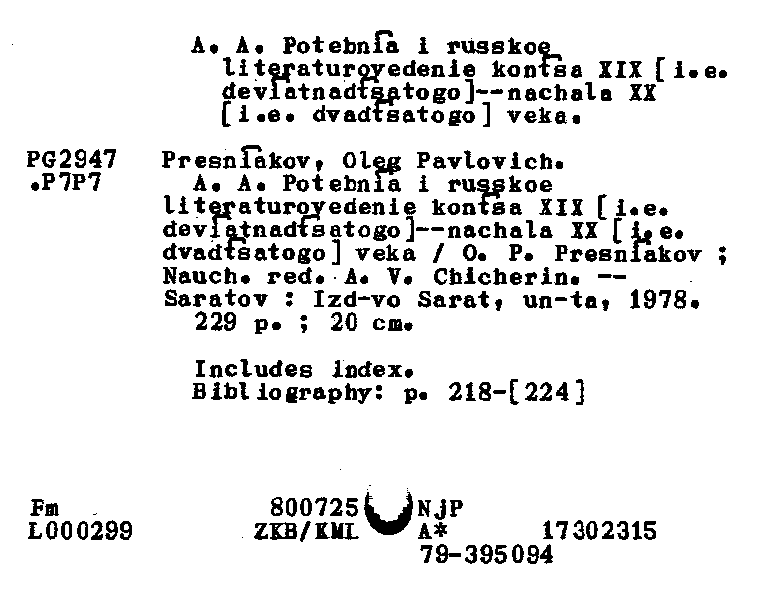 A. A. Potebni͡a i russkoe
literaturovedenie kont͡sa XIX [i.e.
devi͡atnadt͡satogo]--nachala XX
[i.e. dvadt͡satogo] veka.
PG2947 Presni͡akov, Oleg Pavlovich.
.P7P7 A. A. Potebni͡a i russkoe
literaturovedenie kont͡sa XIX [i.e.
devi͡atnadt͡satogo]--nachala XX [i.e.
dvadt͡satogo] veka / O. P. Presni͡akov ;
Nauch. red. A. V. Chicherin. --
Saratov : Izd-vo Sarat, un-ta, 1978.
229 p. ; 20 cm.
Includes index.
Bibliography: p. 218-[224]
Fm 800725 NjP
L000299 ZKB/KML A* 17302315
79-395094